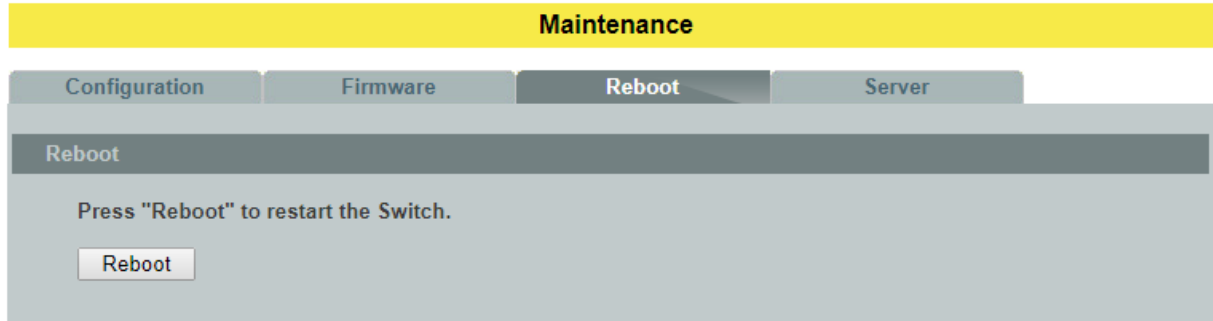 Maintenance
Configuration Firmware Reboot Server
Reboot
Press "Reboot" to restart the Switch.
Reboot